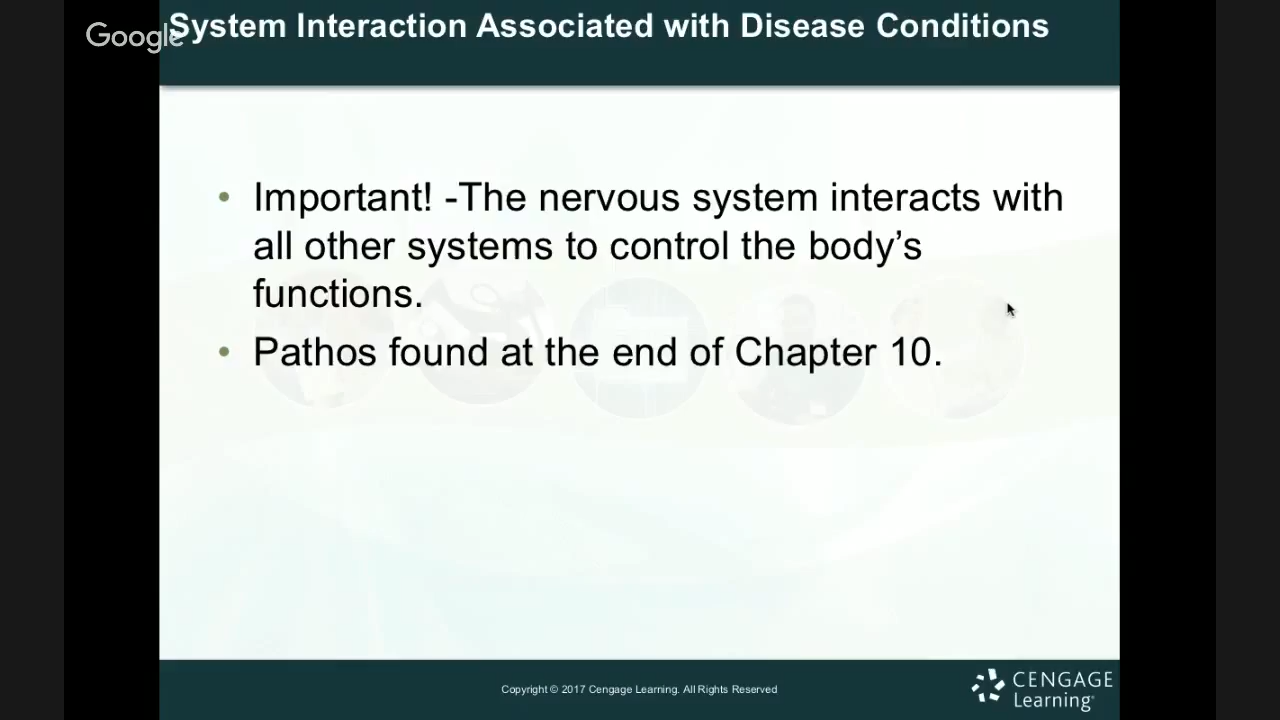 System Interaction Associated with Disease Conditions
Google
• Important! -The nervous system interacts with
all other systems to control the body’s
functions.
• Pathos found at the end of Chapter 10.
Copyright © 2017 Cengage Learning. All Rights Reserved
CENGAGE
Learning®